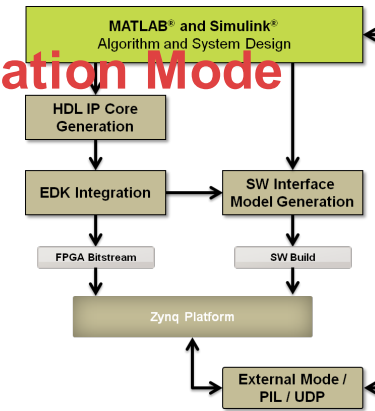 MATLAB® and Simulink®
Algorithm and System Design
ation Mode
HDL IP Core
Generation
EDK Integration
SW Interface
Model Generation
FPGA Bitstream
SW Build
Zynq Platform
External Mode /
PIL / UDP